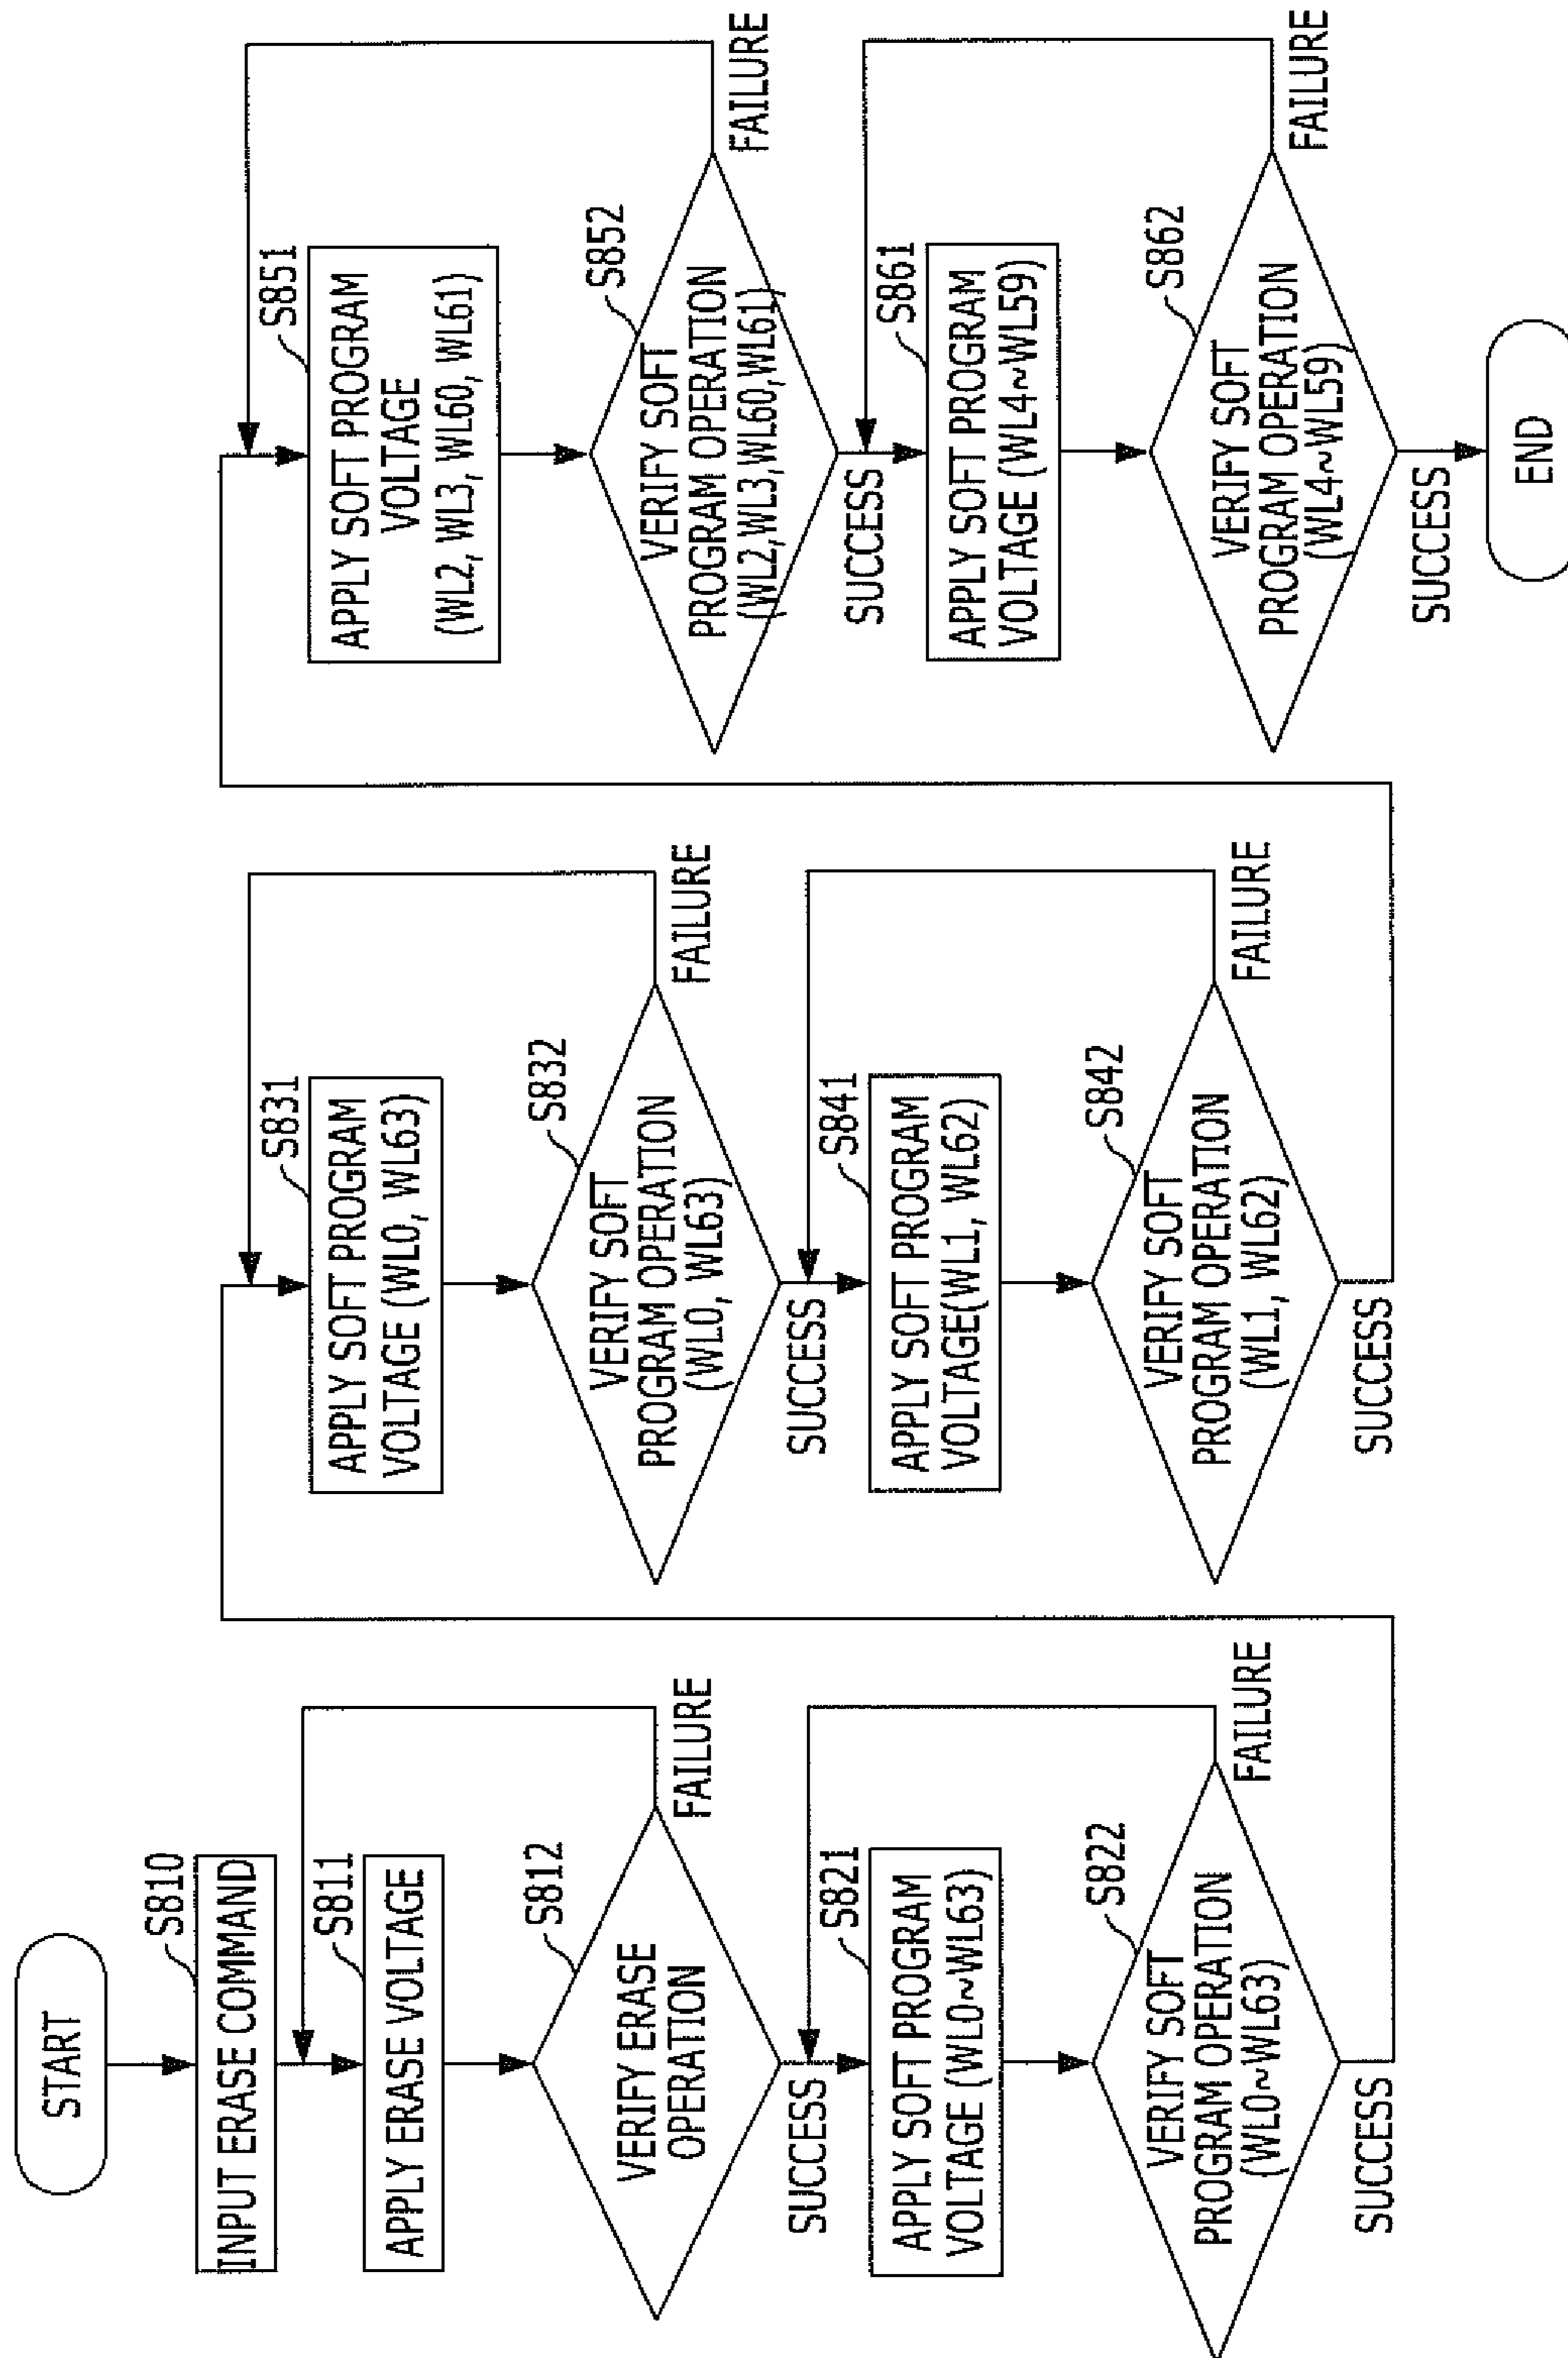 START
S810
INPUT ERASE COMMAND
S811
APPLY ERASE VOLTAGE
S812
VERIFY ERASE
OPERATION
FAILURE
SUCCESS
S821
APPLY SOFT PROGRAM
VOLTAGE (WL0~WL63)
S822
VERIFY SOFT
PROGRAM OPERATION
(WL0~WL63)
FAILURE
SUCCESS
S831
APPLY SOFT PROGRAM
VOLTAGE (WL0, WL63)
S832
VERIFY SOFT
PROGRAM OPERATION
(WL0, WL63)
FAILURE
SUCCESS
S841
APPLY SOFT PROGRAM
VOLTAGE(WL1, WL62)
S842
VERIFY SOFT
PROGRAM OPERATION
(WL1, WL62)
FAILURE
SUCCESS
S851
APPLY SOFT PROGRAM
VOLTAGE
(WL2, WL3, WL60, WL61)
S852
VERIFY SOFT
PROGRAM OPERATION
(WL2,WL3,WL60,WL61)
FAILURE
SUCCESS
S861
APPLY SOFT PROGRAM
VOLTAGE (WL4~WL59)
S862
VERIFY SOFT
PROGRAM OPERATION
(WL4~WL59)
FAILURE
SUCCESS
END